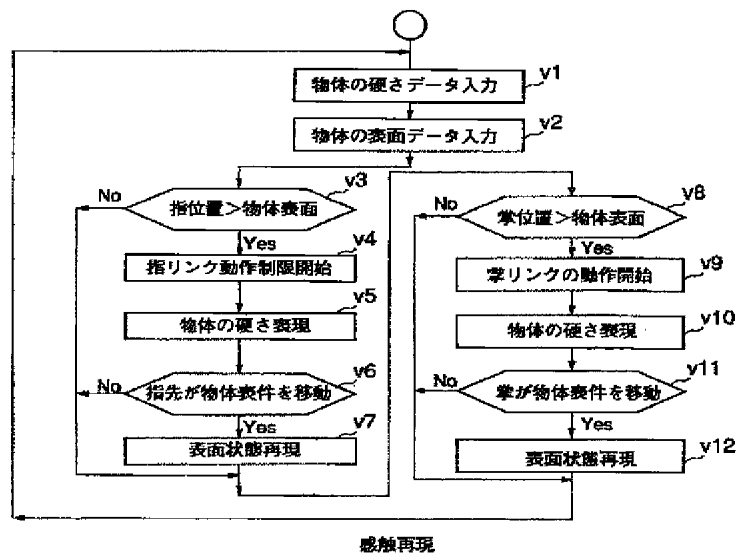 物体の硬さデータ入力
v1
物体の表面データ入力
v2
指位置>物体表面
v3
No
Yes
指リンク動作制限開始
v4
物体の硬さ表現
v5
指先が物体表件を移動
v6
No
Yes
表面状態再現
v7
掌位置>物体表面
v8
No
Yes
掌リンクの動作開始
v9
物体の硬さ表現
v10
掌が物体表件を移動
v11
No
Yes
表面状態再現
v12
感触再現